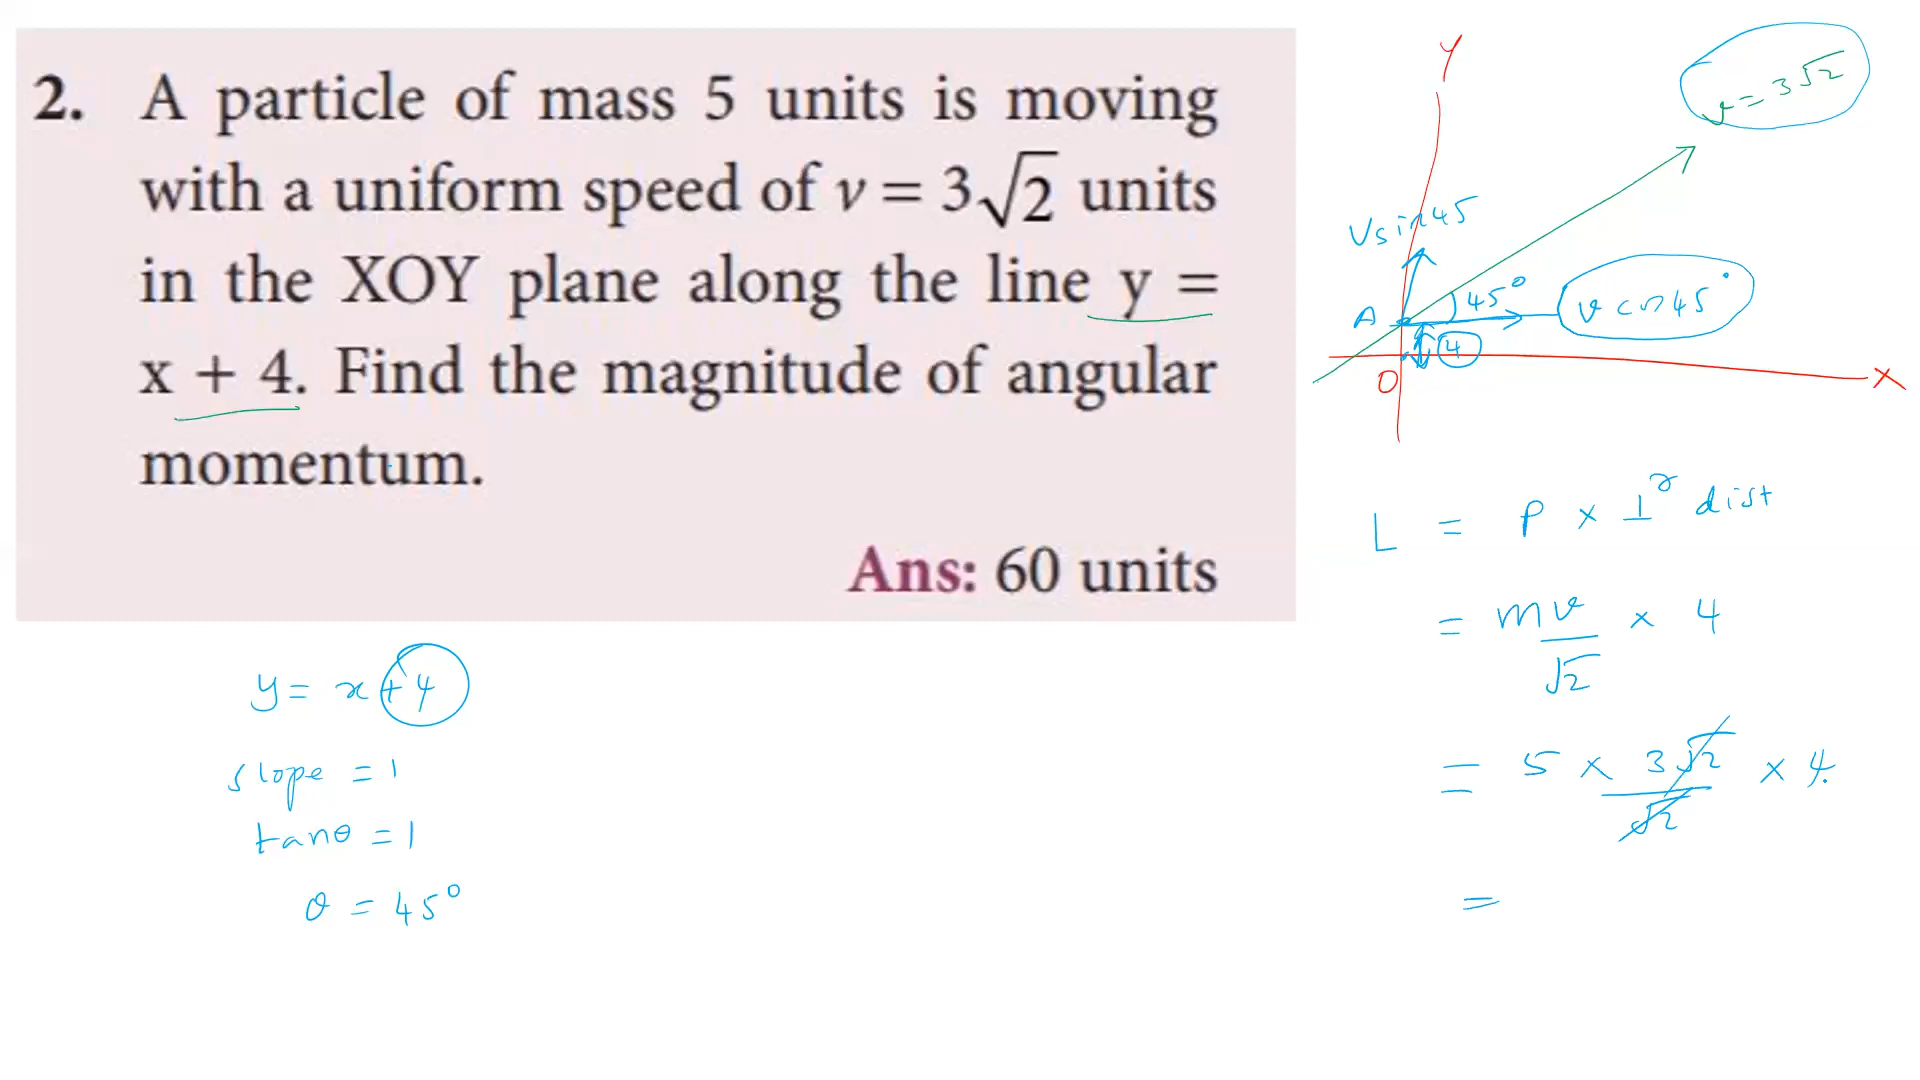 2. A particle of mass 5 units is moving
with a uniform speed of v = 3√2 units
in the XOY plane along the line y =
x + 4. Find the magnitude of angular
momentum.
Ans: 60 units
y = x + 4
slope = 1
tanθ = 1
θ = 45°
Y
v = 3√2
Vsin45
45°
A
v cos45°
4
O
X
L = P × ⊥r dist
= mv/√2 × 4
= 5 × 3√2/√2 × 4
=